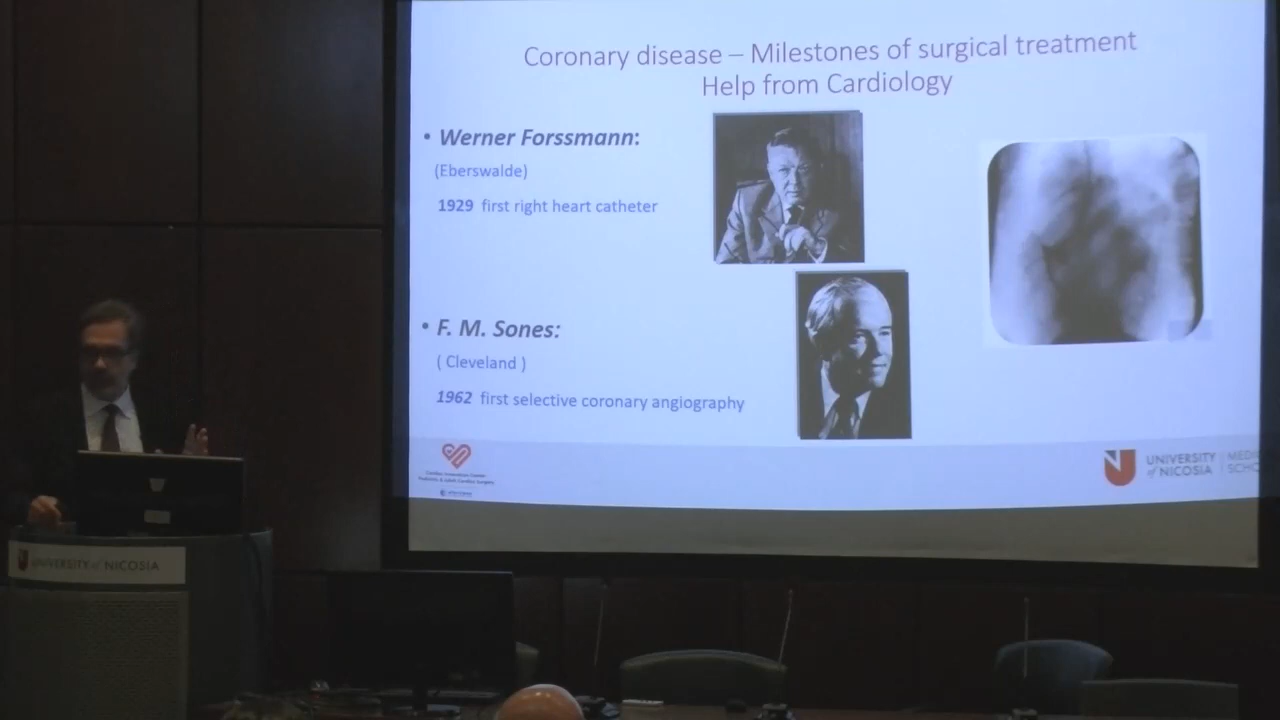 Coronary disease – Milestones of surgical treatment
Help from Cardiology
• Werner Forssmann:
(Eberswalde)
1929 first right heart catheter
• F. M. Sones:
( Cleveland )
1962 first selective coronary angiography
UNIVERSITY
of NICOSIA
UNIVERSITY of NICOSIA